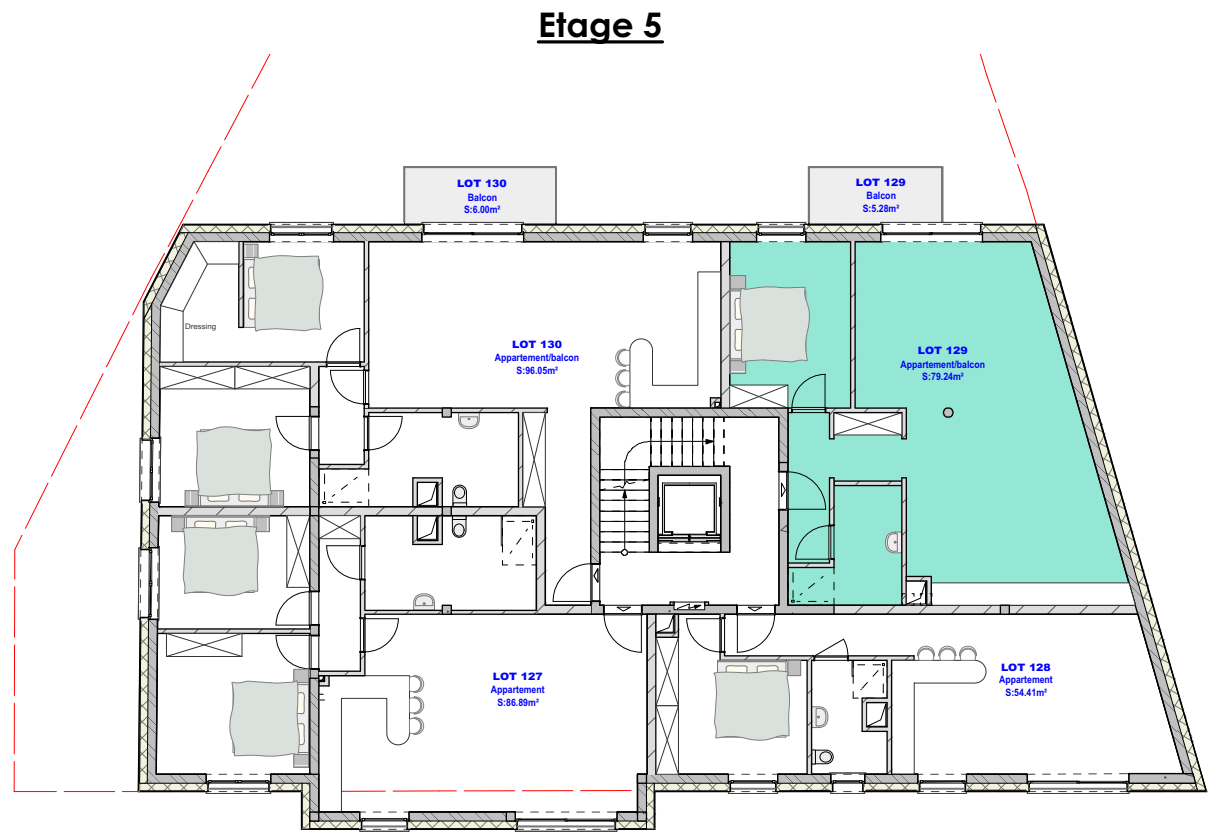 Etage 5
LOT 130
Balcon
S:6.00m²
LOT 129
Balcon
S:5.28m²
Dressing
LOT 130
Appartement/balcon
S:96.05m²
LOT 129
Appartement/balcon
S:79.24m²
LOT 127
Appartement
S:86.89m²
LOT 128
Appartement
S:54.41m²